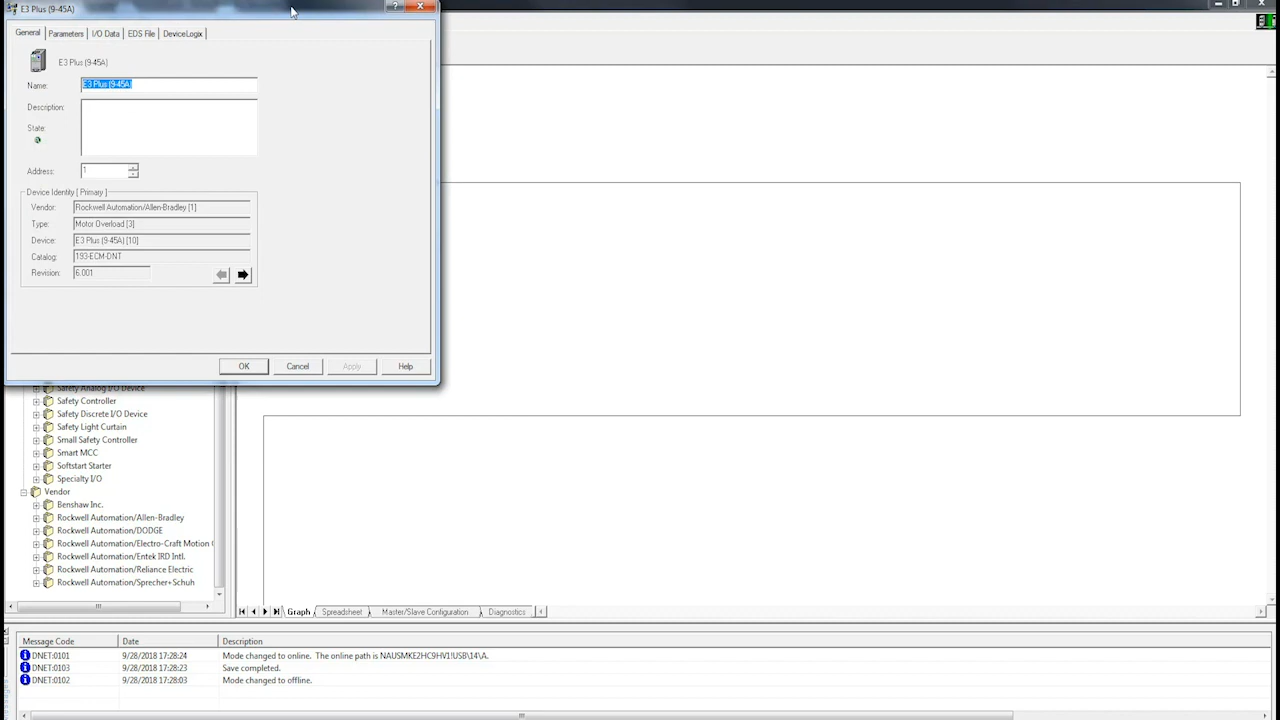 E3 Plus (9-45A)
General Parameters I/O Data EDS File DeviceLogix
E3 Plus (9-45A)
Name: E3 Plus (9-45A)
Description:
State:
Address: 1
Device Identity [ Primary ]
Vendor: Rockwell Automation/Allen-Bradley [1]
Type: Motor Overload [3]
Device: E3 Plus (9-45A) [10]
Catalog: 193-ECM-DNT
Revision: 6.001
OK Cancel Apply Help
Safety Analog I/O Device
Safety Controller
Safety Discrete I/O Device
Safety Light Curtain
Small Safety Controller
Smart MCC
Softstart Starter
Specialty I/O
Vendor
Benshaw Inc.
Rockwell Automation/Allen-Bradley
Rockwell Automation/DODGE
Rockwell Automation/Electro-Craft Motion
Rockwell Automation/Entek IRD Intl.
Rockwell Automation/Reliance Electric
Rockwell Automation/Sprecher+Schuh
Graph Spreadsheet Master/Slave Configuration Diagnostics
Message Code Date Description
DNET:0101 9/28/2018 17:28:24 Mode changed to online. The online path is NAUSMKE2HC9HV1!USB\14\A.
DNET:0103 9/28/2018 17:28:23 Save completed.
DNET:0102 9/28/2018 17:28:03 Mode changed to offline.